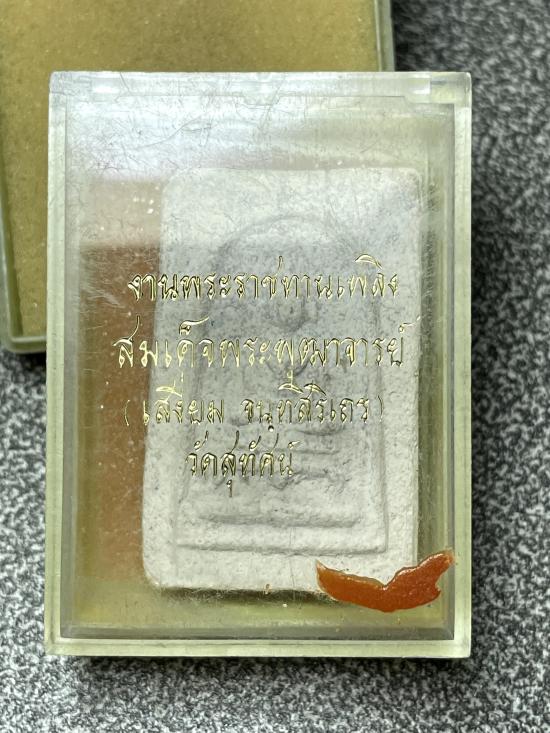 งานพระราชทานเพลิง
สมเด็จพระพุฒาจารย์
(เสงี่ยม จนฺทสิริเถร)
วัดสุทัศน์